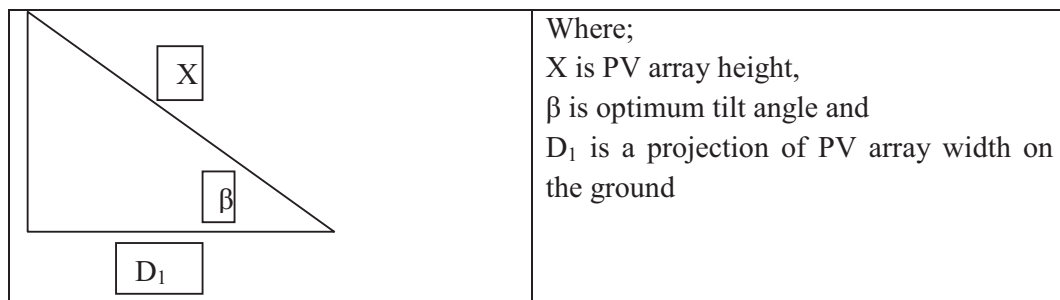 X
β
D₁
Where;
X is PV array height,
β is optimum tilt angle and
D₁ is a projection of PV array width on
the ground